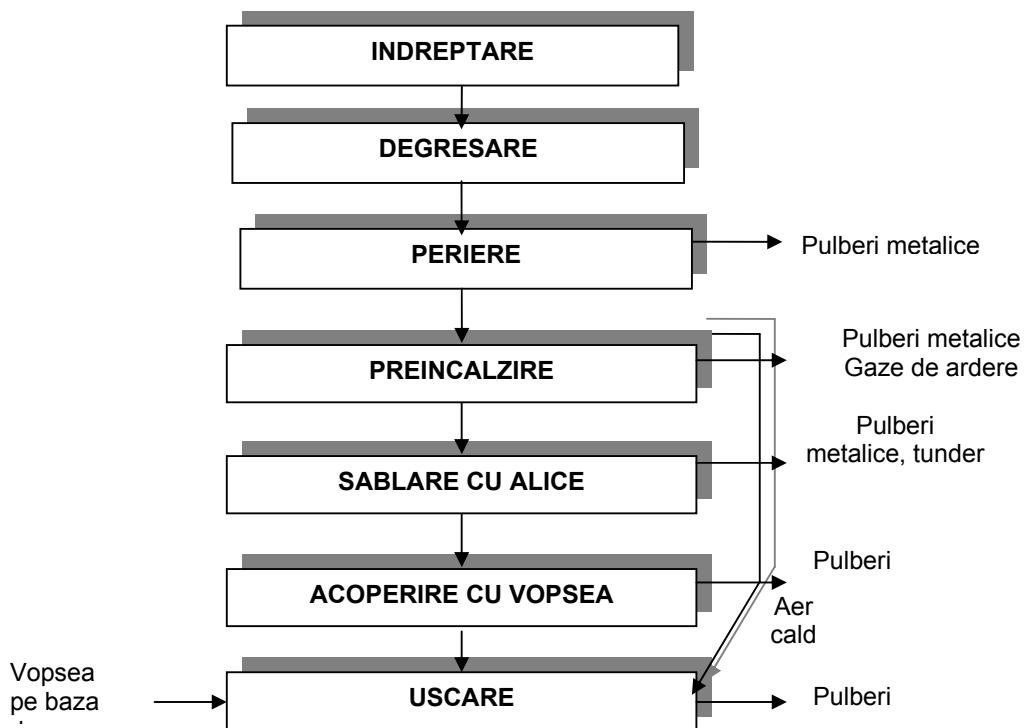 INDREPTARE
DEGRESARE
PERIERE
Pulberi metalice
PREINCALZIRE
Pulberi metalice
Gaze de ardere
SABLARE CU ALICE
Pulberi
metalice, tunder
ACOPERIRE CU VOPSEA
Pulberi
Aer
cald
Vopsea
pe baza
USCARE
Pulberi